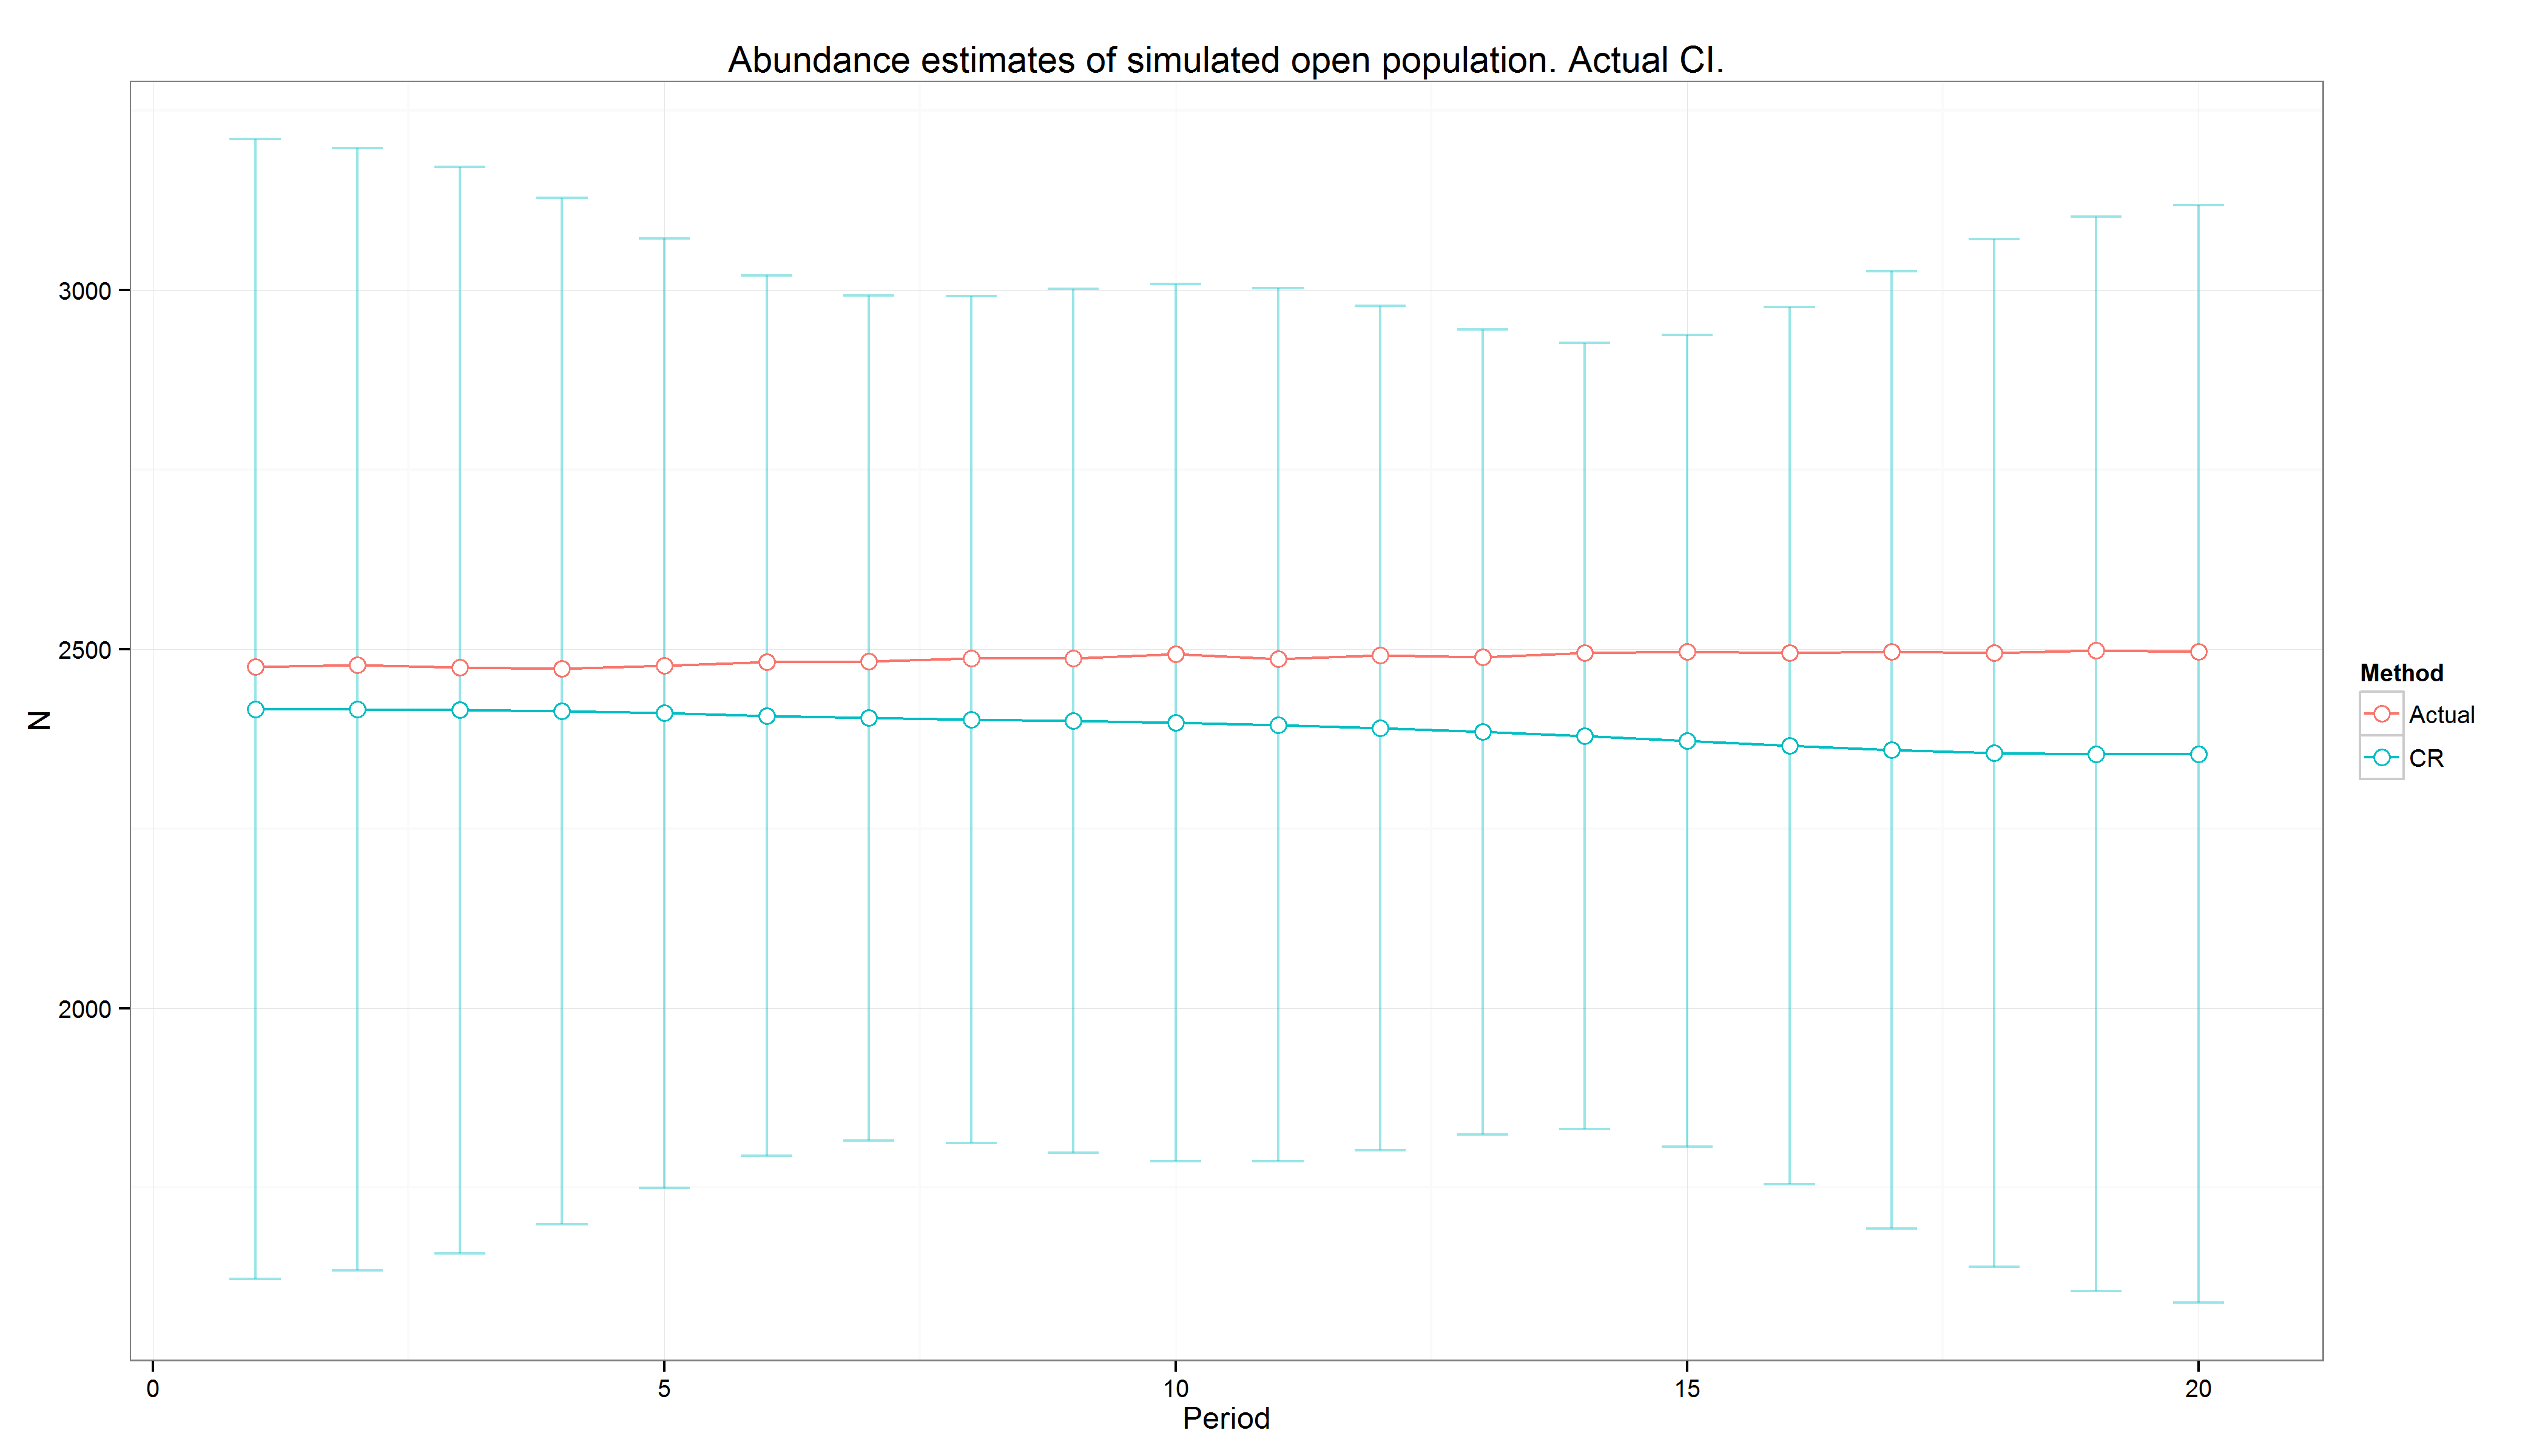 Abundance estimates of simulated open population. Actual CI.
N
3000
2500
2000
0 5 10 15 20
Period
Method
Actual
CR